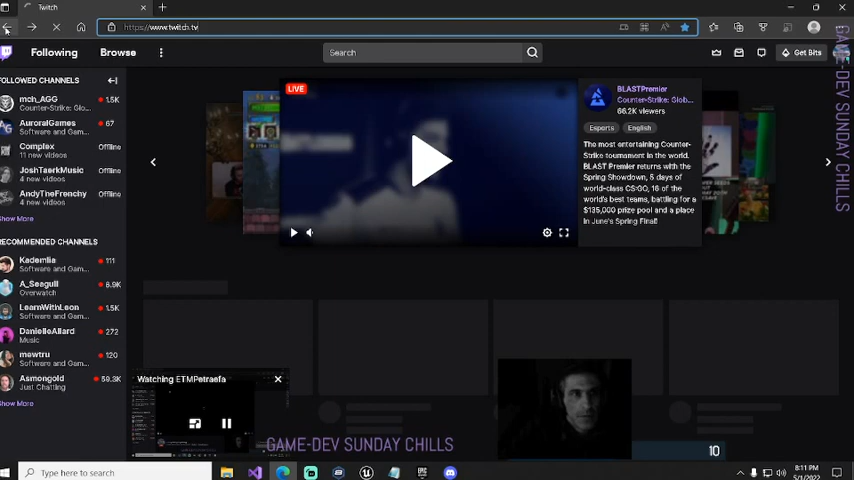 Twitch
https://www.twitch.tv
Following
Browse
Search
Get Bits
FOLLOWED CHANNELS
mch_AGG
Counter-Strike: Glo...
1.5K
AuroralGames
Software and Gam...
67
Complex
11 new videos
Offline
JoshTaerkMusic
4 new videos
Offline
AndyTheFrenchy
4 new videos
Offline
Show More
RECOMMENDED CHANNELS
Kademlia
Software and Gam...
111
A_Seagull
Overwatch
8.9K
LearnWithLeon
Software and Gam...
1.5K
DanielleAllard
Music
272
mewtru
Software and Gam...
120
Asmongold
Just Chatting
59.3K
Show More
LIVE
BLASTPremier
Counter-Strike: Glob...
66.2K viewers
Esports
English
The most entertaining Counter-
Strike tournament in the world.
BLAST Premier returns with the
Spring Showdown, 5 days of
world-class CS:GO, 16 of the
world's best teams, battling for a
$135,000 prize pool and a place
in June's Spring Final!
Watching ETMPetraefa
GAME-DEV SUNDAY CHILLS
GAME-DEV SUNDAY CHILLS
10
Type here to search
8:11 PM
5/1/2022